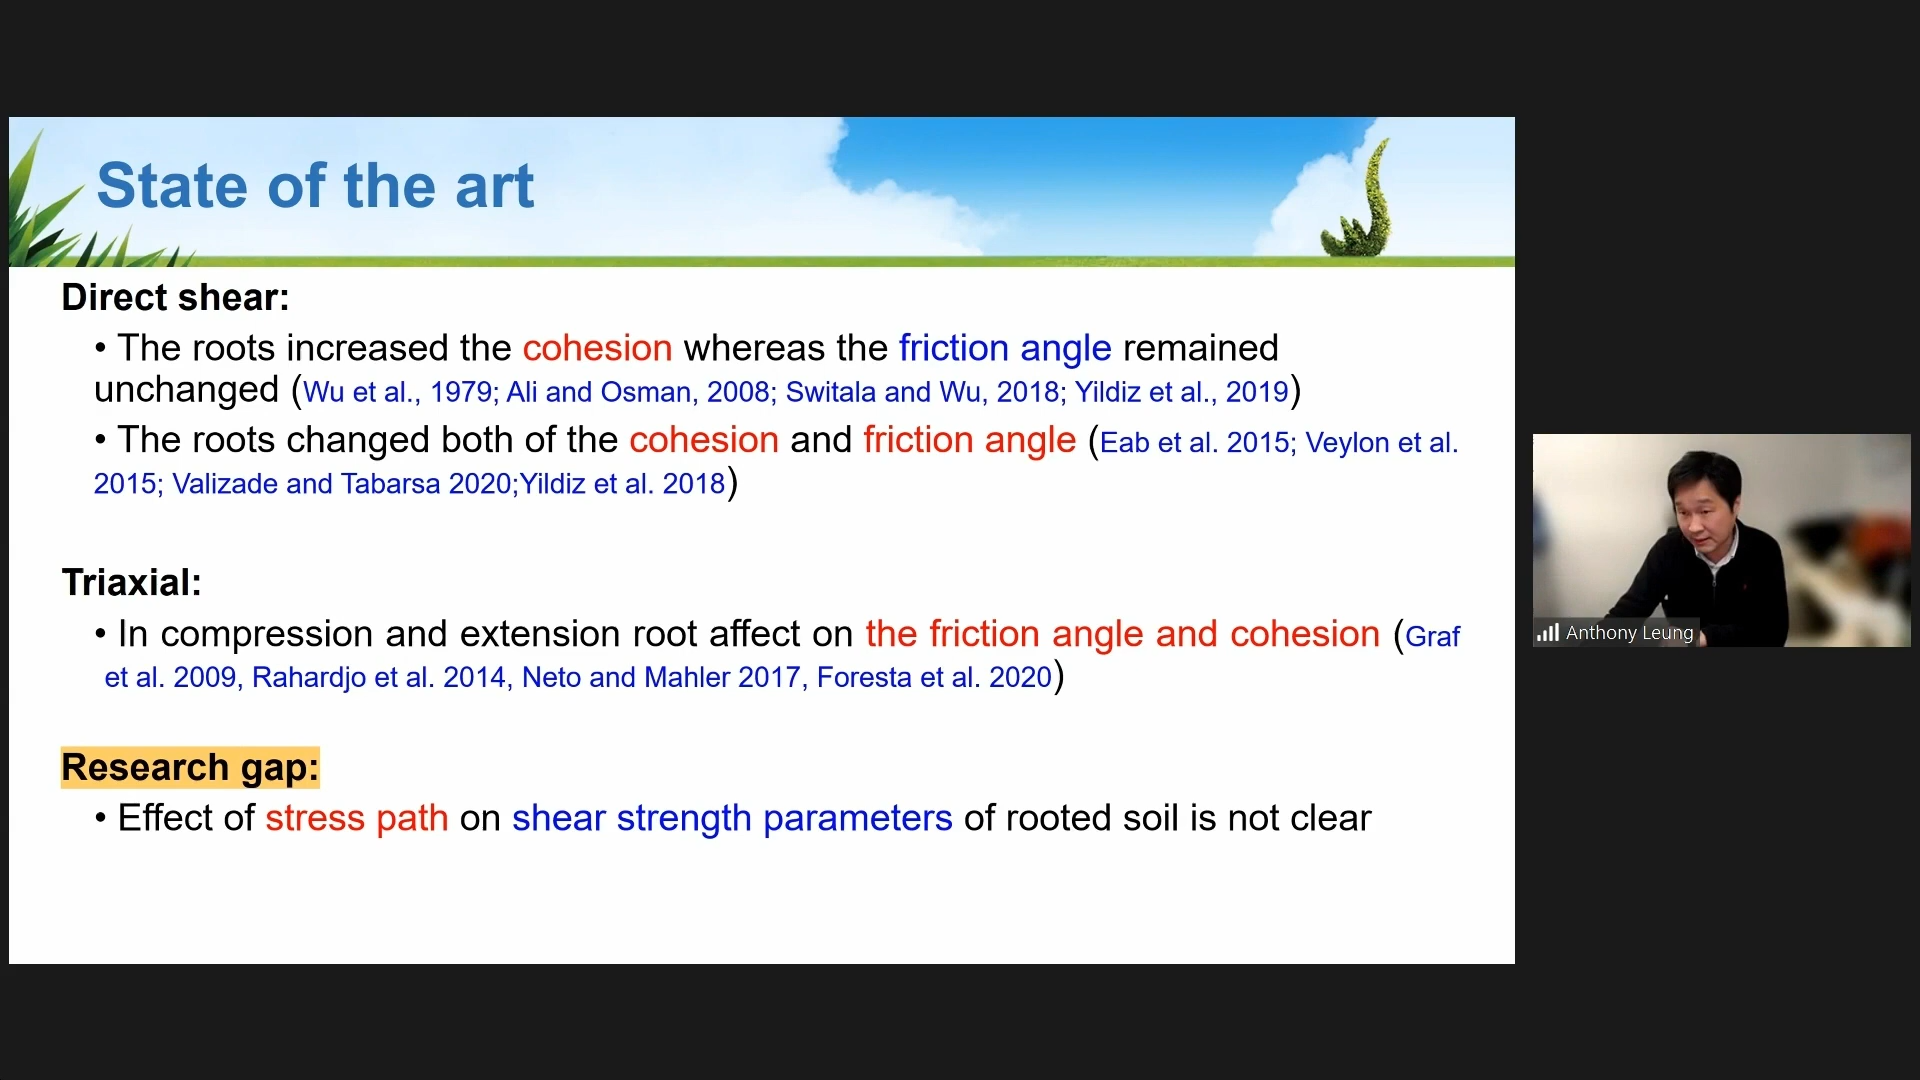 State of the art
Direct shear:
• The roots increased the cohesion whereas the friction angle remained
unchanged (Wu et al., 1979; Ali and Osman, 2008; Switala and Wu, 2018; Yildiz et al., 2019)
• The roots changed both of the cohesion and friction angle (Eab et al. 2015; Veylon et al.
2015; Valizade and Tabarsa 2020;Yildiz et al. 2018)
Triaxial:
• In compression and extension root affect on the friction angle and cohesion (Graf
et al. 2009, Rahardjo et al. 2014, Neto and Mahler 2017, Foresta et al. 2020)
Research gap:
• Effect of stress path on shear strength parameters of rooted soil is not clear
Anthony Leung